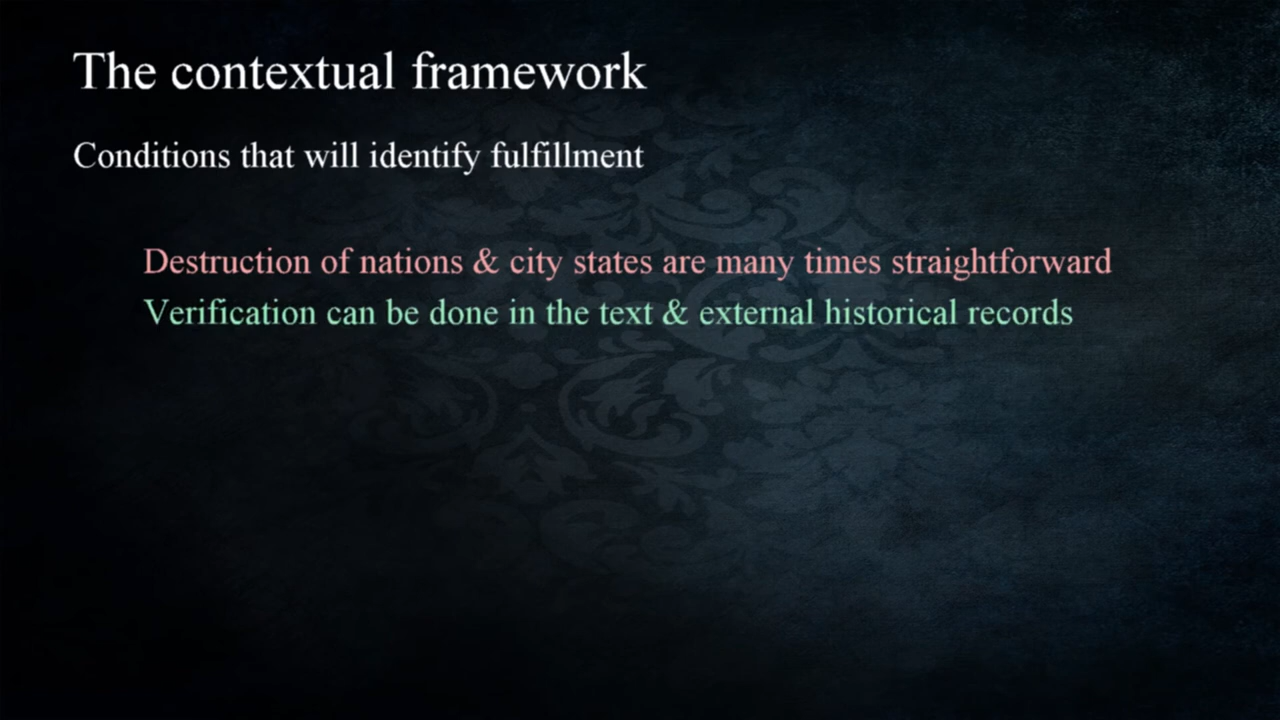 The contextual framework
Conditions that will identify fulfillment
Destruction of nations & city states are many times straightforward
Verification can be done in the text & external historical records